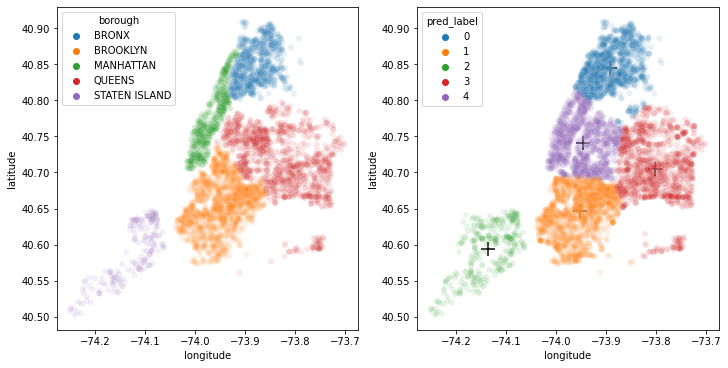 borough
BRONX
BROOKLYN
MANHATTAN
QUEENS
STATEN ISLAND
40.90
40.85
40.80
40.75
40.70
40.65
40.60
40.55
40.50
latitude
−74.2 −74.1 −74.0 −73.9 −73.8 −73.7
longitude
pred_label
0
1
2
3
4
40.90
40.85
40.80
40.75
40.70
40.65
40.60
40.55
40.50
latitude
−74.2 −74.1 −74.0 −73.9 −73.8 −73.7
longitude